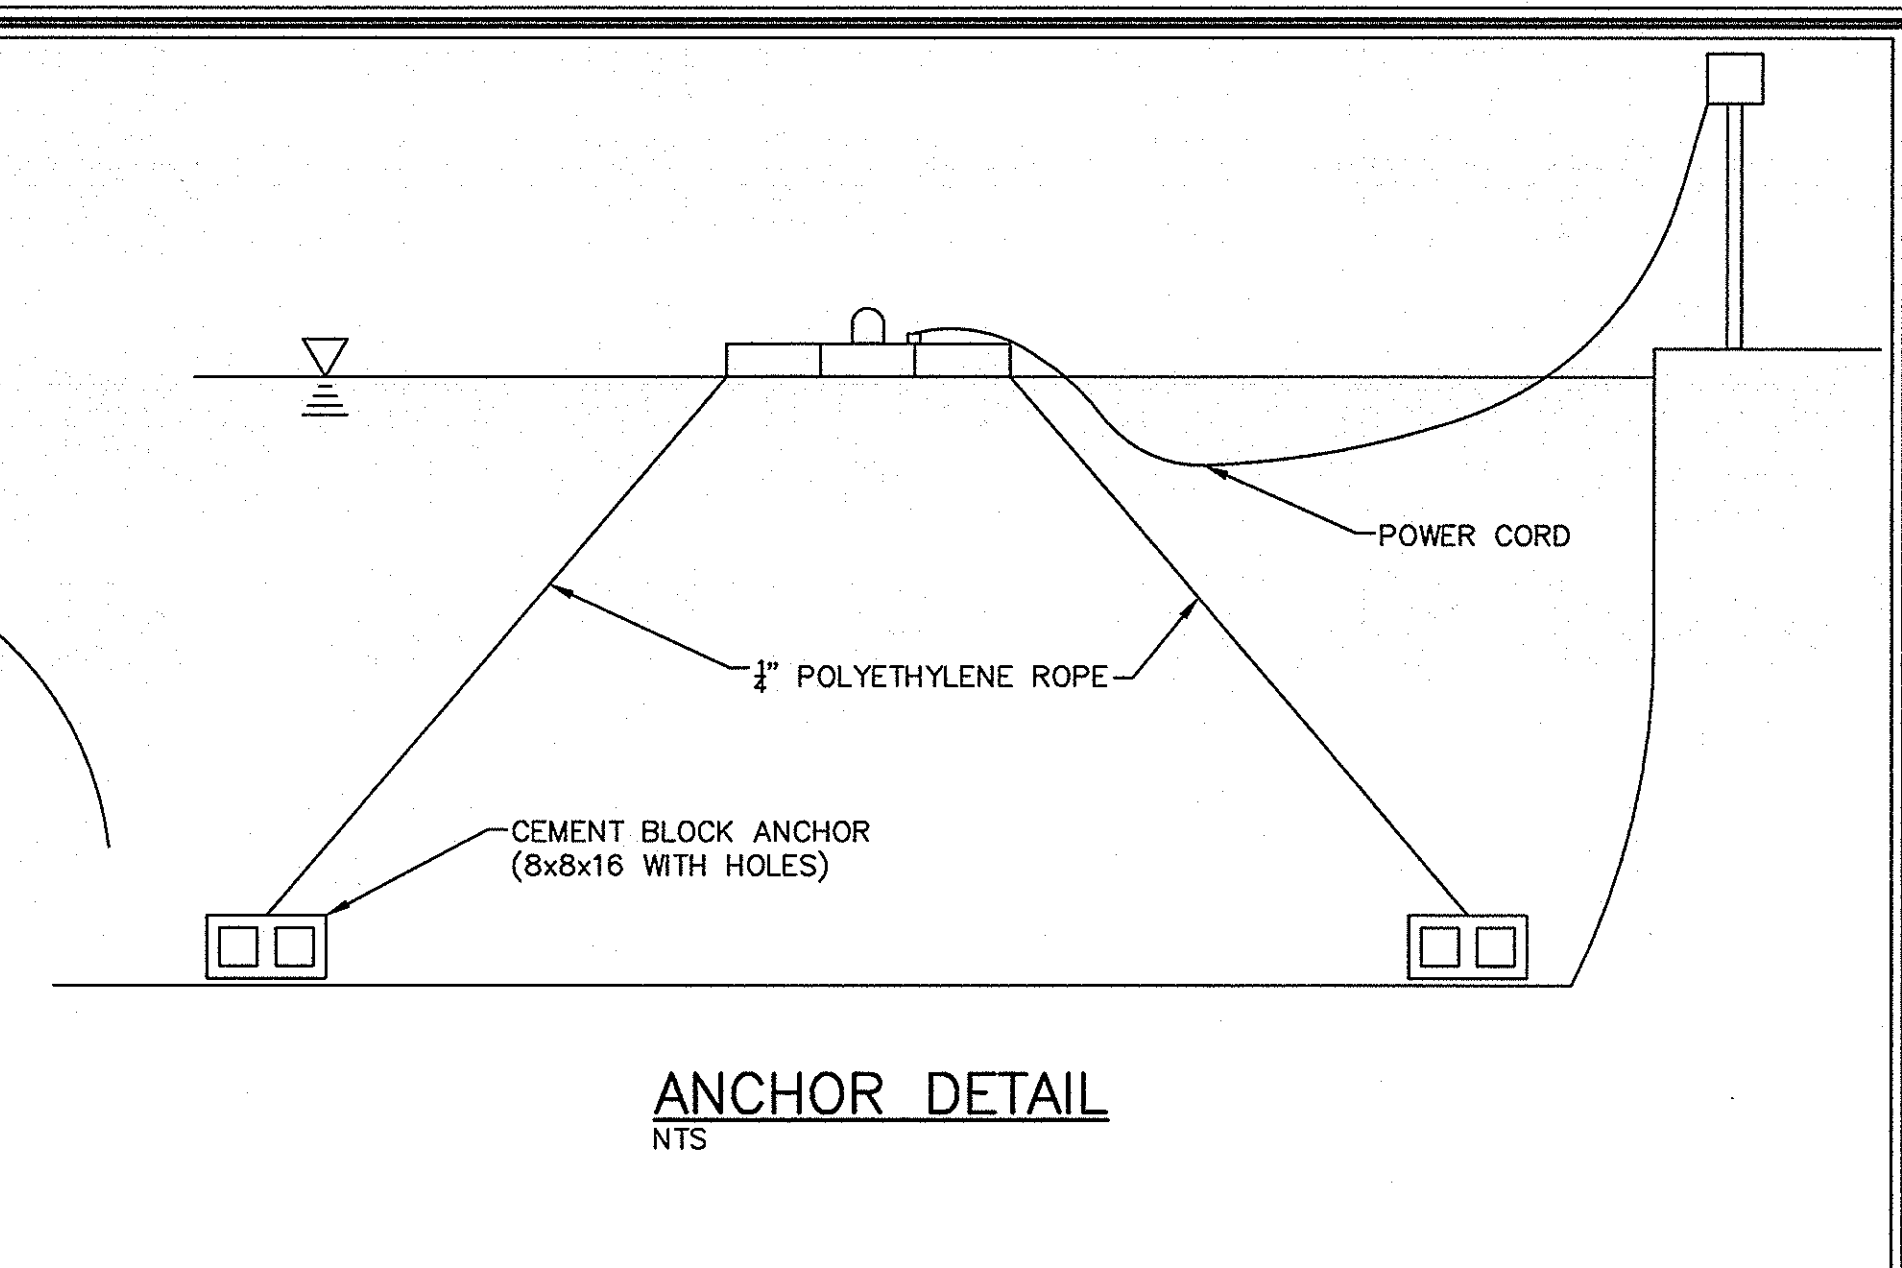 POWER CORD
1/4" POLYETHYLENE ROPE
CEMENT BLOCK ANCHOR
(8x8x16 WITH HOLES)
ANCHOR DETAIL
NTS